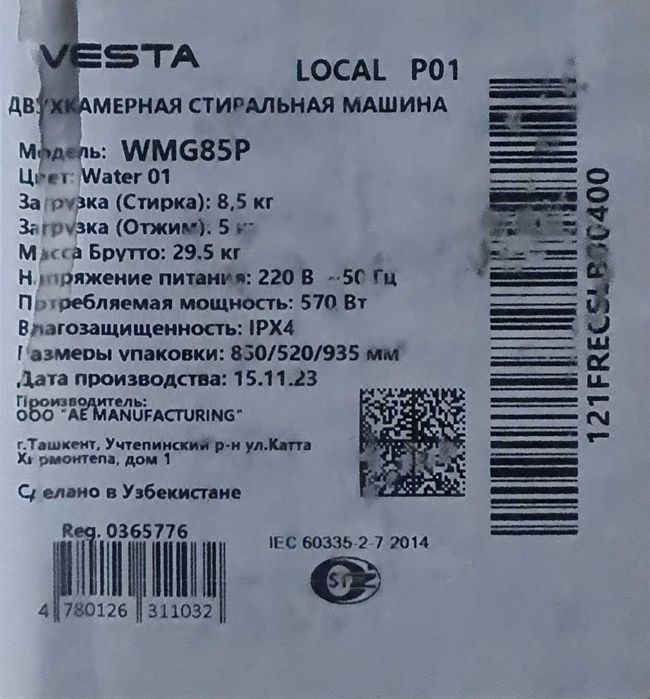 VESTA
LOCAL P01
ДВУХКАМЕРНАЯ СТИРАЛЬНАЯ МАШИНА
Модель: WMG85P
Цвет: Water 01
Загрузка (Стирка): 8,5 кг
Загрузка (Отжим): 5 кг
Масса Брутто: 29.5 кг
Напряжение питания: 220 В ~50 Гц
Потребляемая мощность: 570 Вт
Влагозащищенность: IPX4
Размеры упаковки: 850/520/935 мм
Дата производства: 15.11.23
Производитель:
ООО "AE MANUFACTURING"
г.Ташкент, Учтепинский р-н ул.Катта
Хирмонтепа, дом 1
Сделано в Узбекистане
Reg. 0365776
IEC 60335-2-7 2014
4 780126 311032